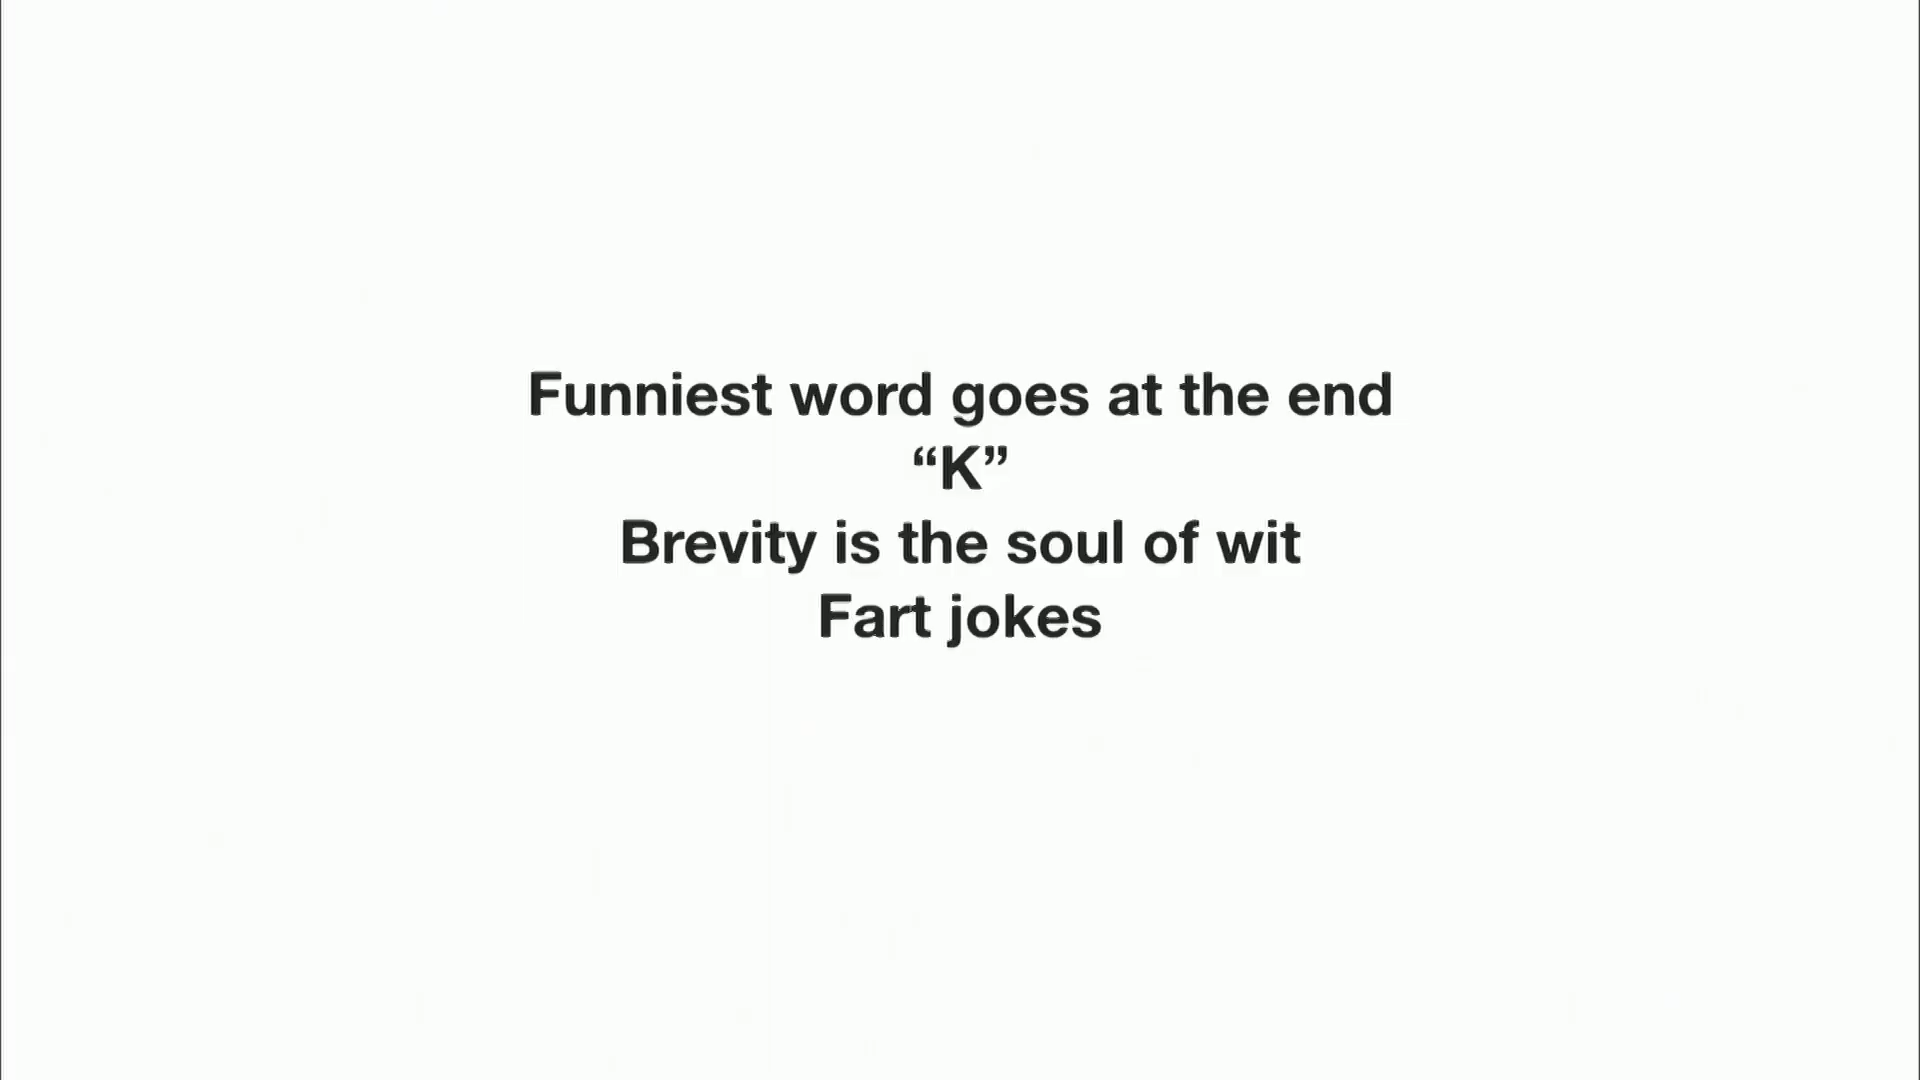 Funniest word goes at the end
“K”
Brevity is the soul of wit
Fart jokes